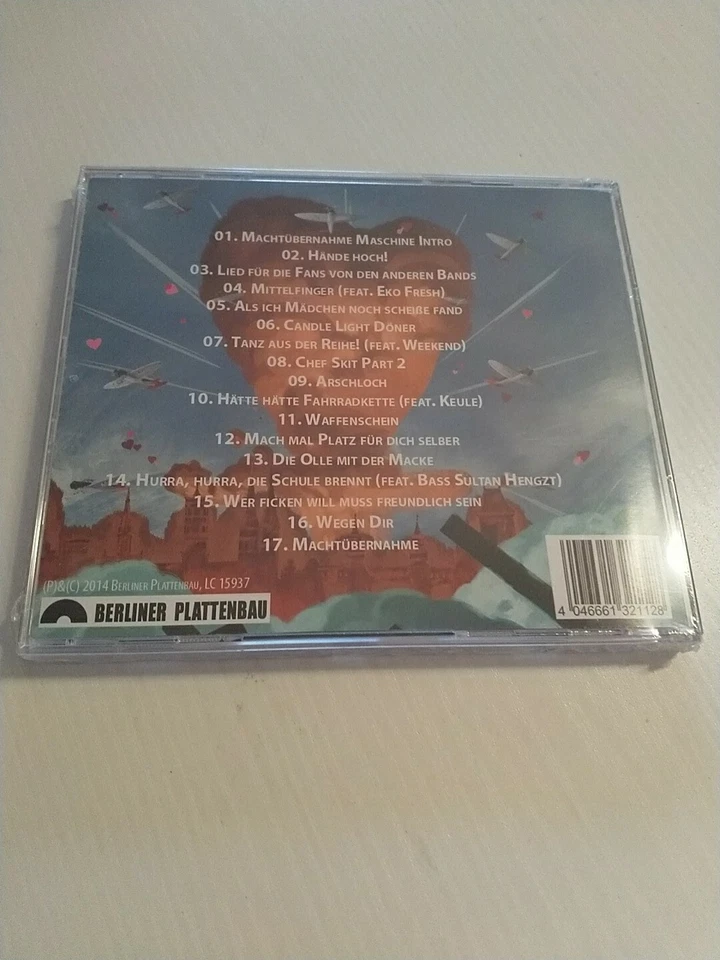 01. Machtübernahme Maschine Intro
02. Hände hoch!
03. Lied für die Fans von den anderen Bands
04. Mittelfinger (feat. Eko Fresh)
05. Als ich Mädchen noch scheiße fand
06. Candle Light Döner
07. Tanz aus der Reihe! (feat. Weekend)
08. Chef Skit Part 2
09. Arschloch
10. Hätte hätte Fahrradkette (feat. Keule)
11. Waffenschein
12. Mach mal Platz für dich selber
13. Die Olle mit der Macke
14. Hurra, hurra, die Schule brennt (feat. Bass Sultan Hengzt)
15. Wer ficken will muss freundlich sein
16. Wegen Dir
17. Machtübernahme
(P)&(C) 2014 Berliner Plattenbau, LC 15937
BERLINER PLATTENBAU
4 046661 321128